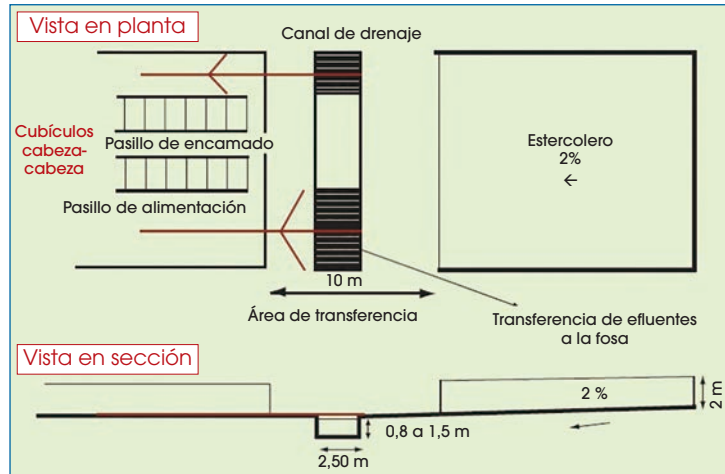 Vista en planta
Canal de drenaje
Cubículos
cabeza-
cabeza
Pasillo de encamado
Pasillo de alimentación
Estercolero
2%
←
10 m
Área de transferencia
Transferencia de efluentes
a la fosa
Vista en sección
2 %
2 m
0,8 a 1,5 m
2,50 m